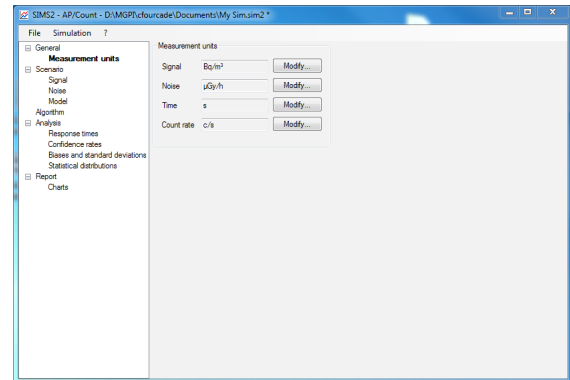 SIMS2 - AP/Count - D:\MGPI\cfourcade\Documents\My Sim.sim2 *
File Simulation ?
General
Measurement units
Scenario
Signal
Noise
Model
Algorithm
Analysis
Response times
Confidence rates
Biases and standard deviations
Statistical distributions
Report
Charts
Measurement units
Signal Bq/m³ Modify...
Noise µGy/h Modify...
Time s Modify...
Count rate c/s Modify...